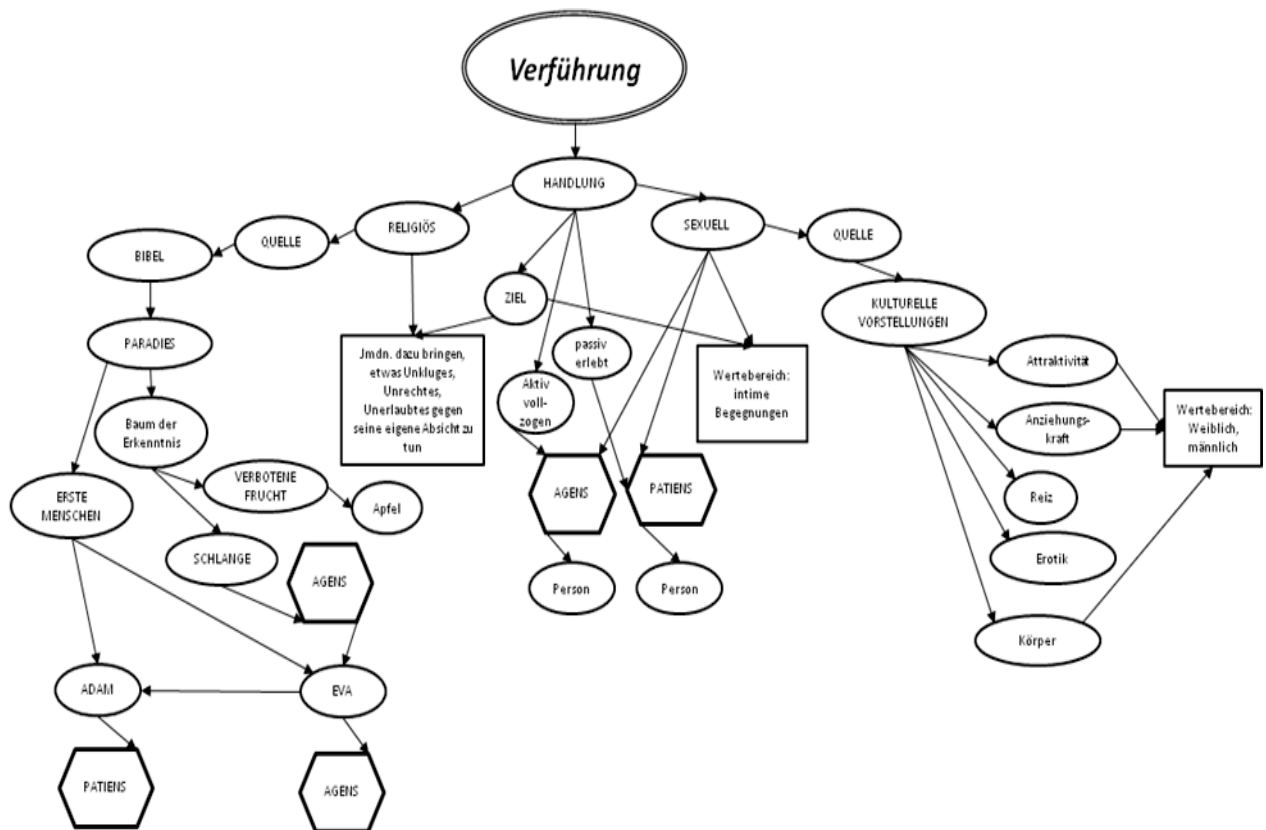 Verführung
HANDLUNG
RELIGIÖS
SEXUELL
QUELLE
QUELLE
BIBEL
ZIEL
KULTURELLE
VORSTELLUNGEN
PARADIES
Jmdn. dazu bringen,
etwas Unkluges,
Unrechtes,
Unerlaubtes gegen
seine eigene Absicht zu
tun
passiv
erlebt
Aktiv
voll-
zogen
Wertebereich:
intime
Begegnungen
Attraktivität
Anziehungs-
kraft
Wertebereich:
Weiblich,
männlich
Baum der
Erkenntnis
ERSTE
MENSCHEN
VERBOTENE
FRUCHT
Apfel
AGENS
PATIENS
Reiz
SCHLANGE
AGENS
Person
Person
Erotik
Körper
ADAM
EVA
PATIENS
AGENS